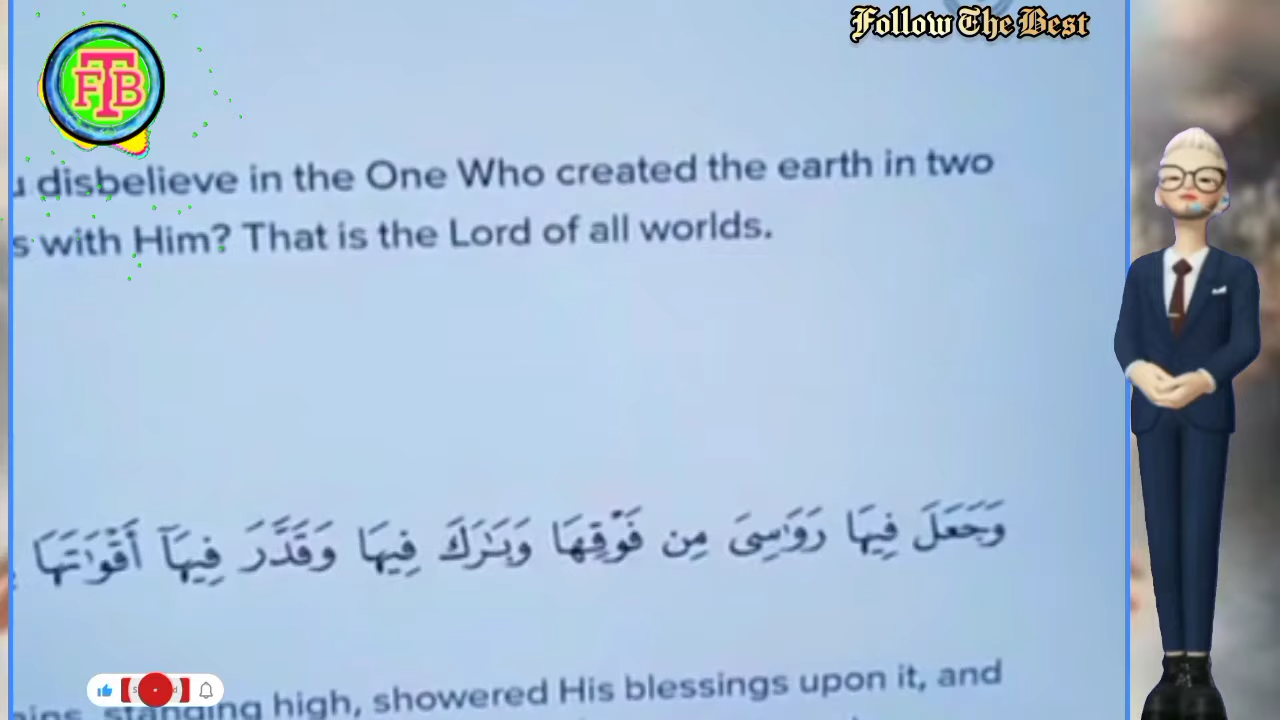 Follow The Best
FTB
disbelieve in the One Who created the earth in two
with Him? That is the Lord of all worlds.
وَجَعَلَ فِيهَا رَوَٰسِىَ مِن فَوْقِهَا وَبَـٰرَكَ فِيهَا وَقَدَّرَ فِيهَآ أَقْوَٰتَهَا
standing high, showered His blessings upon it, and